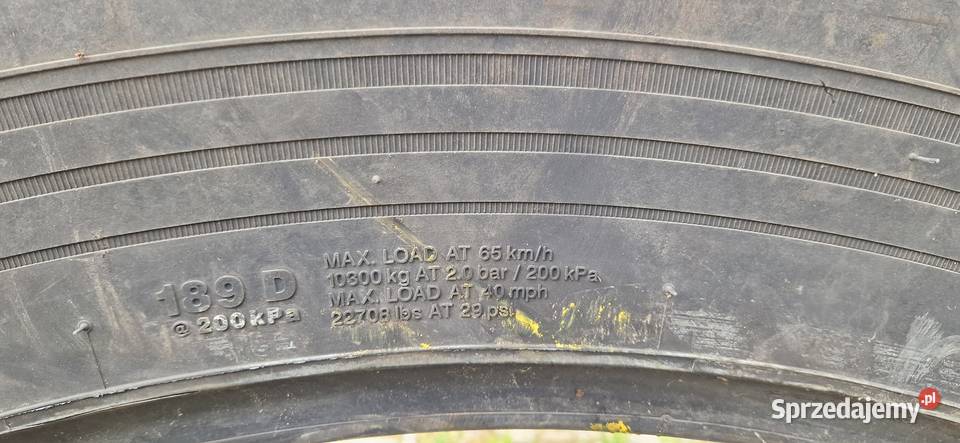 189 D
@ 200 kPa
MAX. LOAD AT 65 km/h
10300 kg AT 2.0 bar / 200 kPa
MAX. LOAD AT 40 mph
22708 lbs AT 29 psi
Sprzedajemy.pl